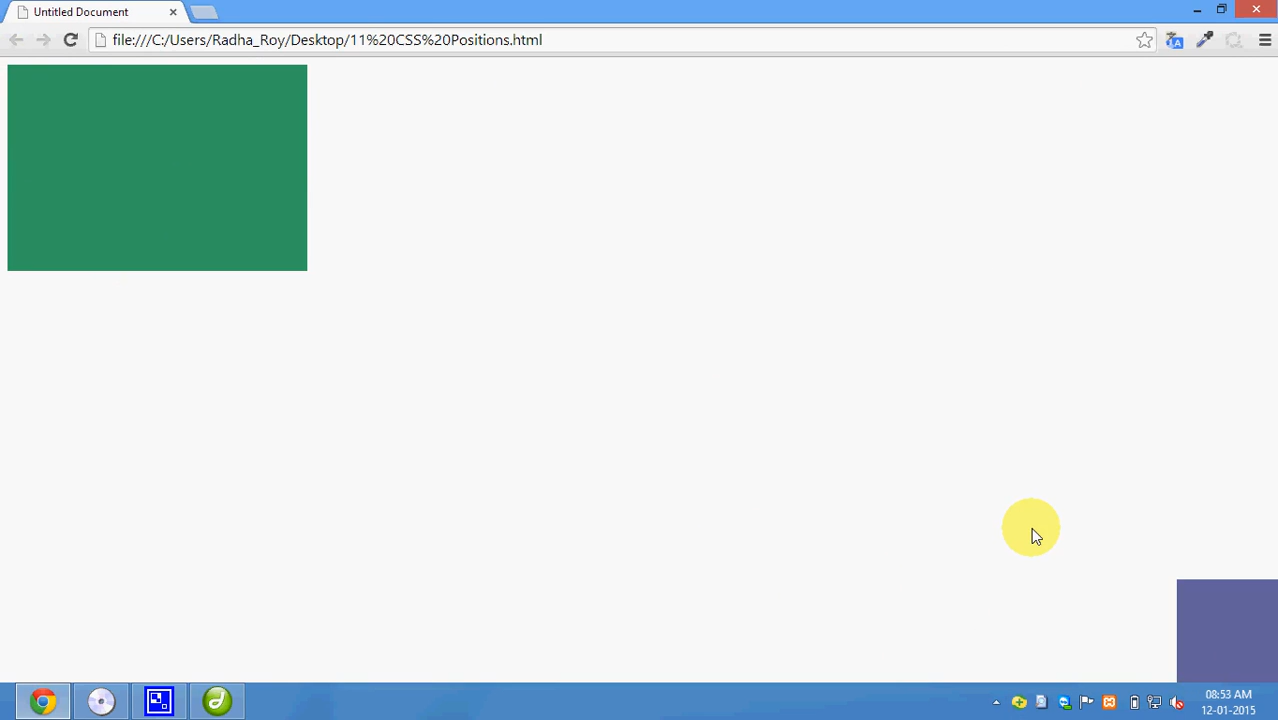 Untitled Document
file:///C:/Users/Radha_Roy/Desktop/11%20CSS%20Positions.html
08:53 AM
12-01-2015